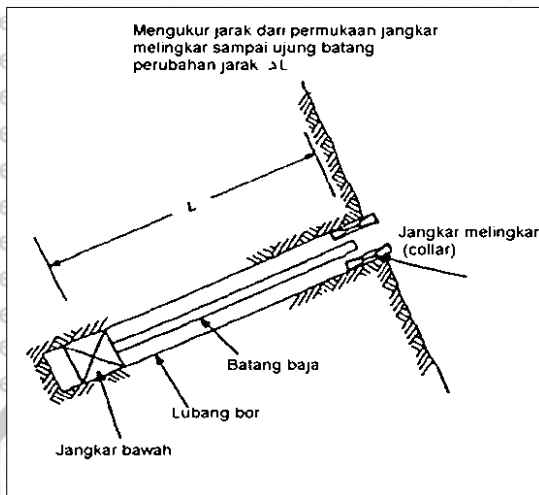 Mengukur jarak dari permukaan jangkar
melingkar sampai ujung batang
perubahan jarak ΔL
L
Jangkar melingkar
(collar)
Batang baja
Lubang bor
Jangkar bawah